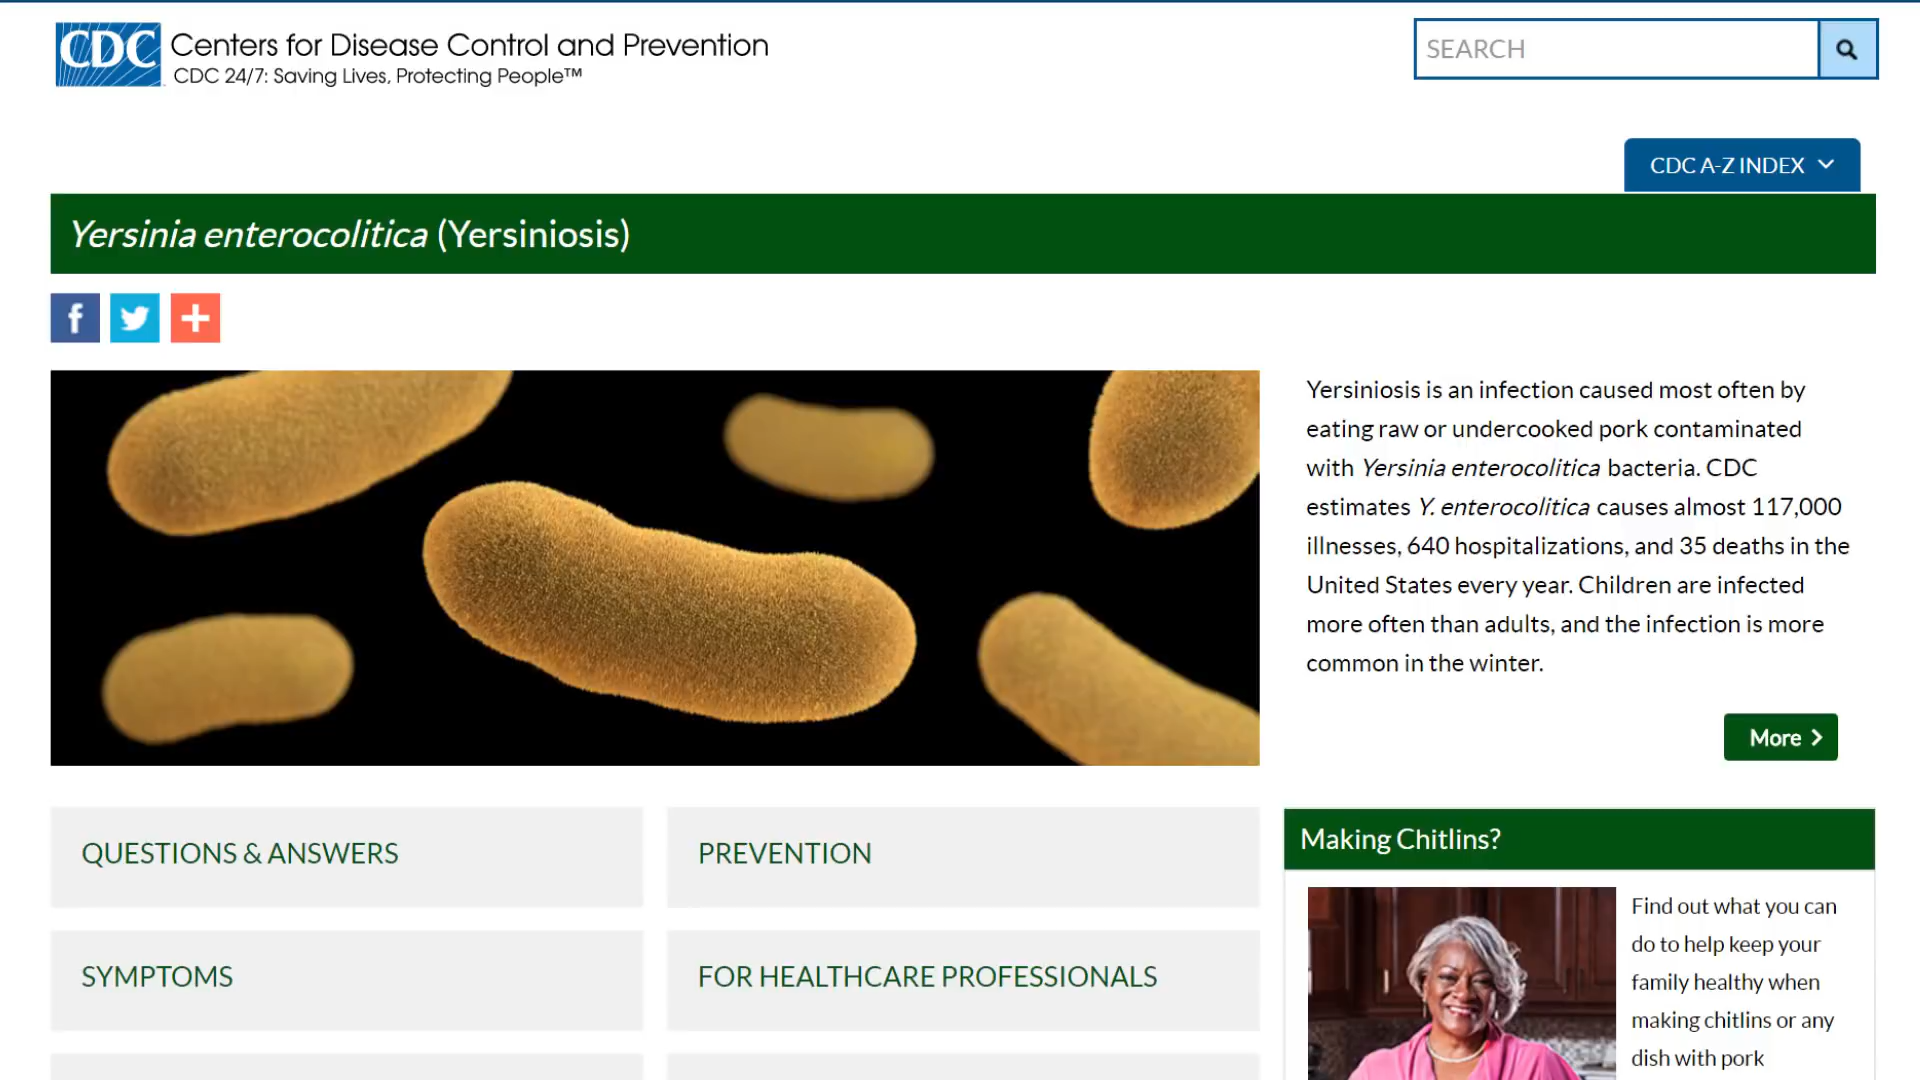 CDC
Centers for Disease Control and Prevention
CDC 24/7: Saving Lives, Protecting People™
SEARCH
CDC A-Z INDEX
Yersinia enterocolitica (Yersiniosis)
Yersiniosis is an infection caused most often by
eating raw or undercooked pork contaminated
with Yersinia enterocolitica bacteria. CDC
estimates Y. enterocolitica causes almost 117,000
illnesses, 640 hospitalizations, and 35 deaths in the
United States every year. Children are infected
more often than adults, and the infection is more
common in the winter.
More
QUESTIONS & ANSWERS
PREVENTION
SYMPTOMS
FOR HEALTHCARE PROFESSIONALS
Making Chitlins?
Find out what you can
do to help keep your
family healthy when
making chitlins or any
dish with pork